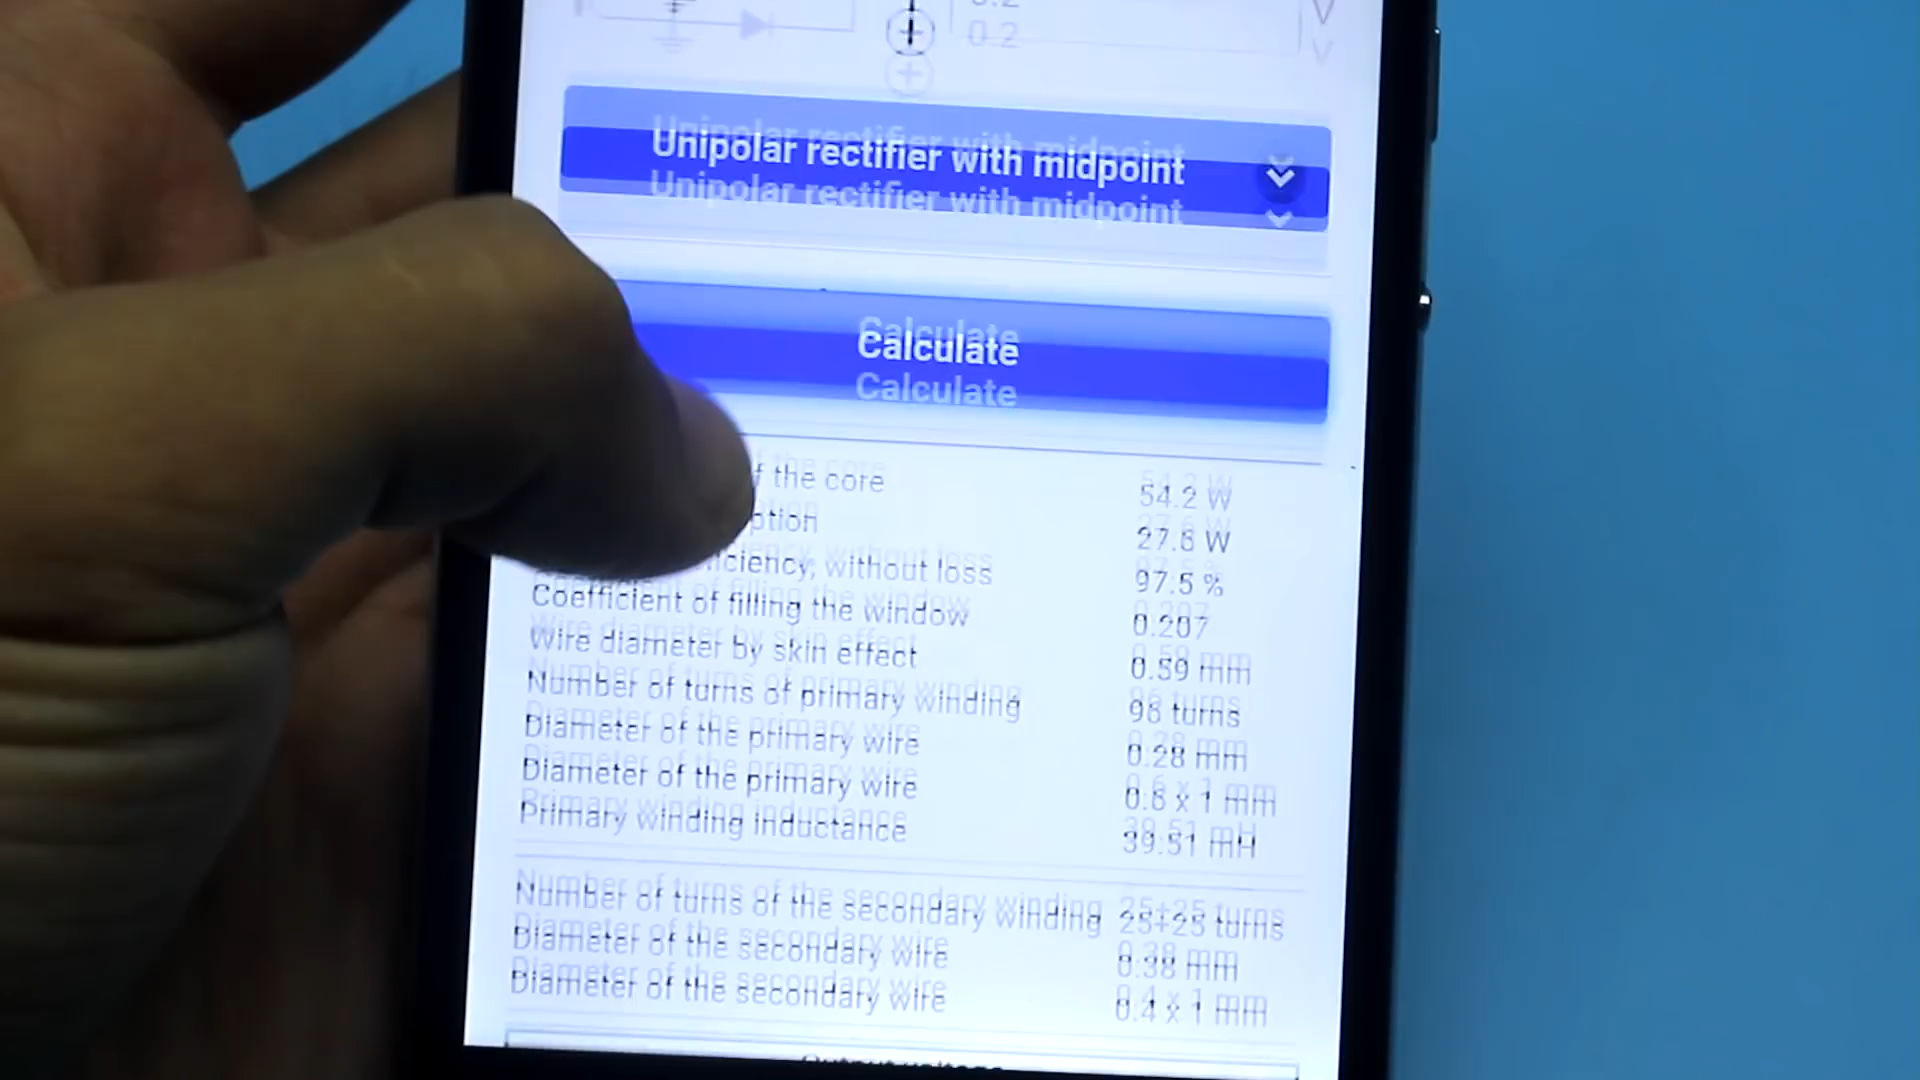 0.2
V
Unipolar rectifier with midpoint
Calculate
f the core 54.2 W
ption 27.6 W
iciency, without loss 97.5 %
Coefficient of filling the window 0.207
Wire diameter by skin effect 0.59 mm
Number of turns of primary winding 96 turns
Diameter of the primary wire 0.28 mm
Diameter of the primary wire 0.6 x 1 mm
Primary winding inductance 39.51 mH
Number of turns of the secondary winding 25+25 turns
Diameter of the secondary wire 0.38 mm
Diameter of the secondary wire 0.4 x 1 mm